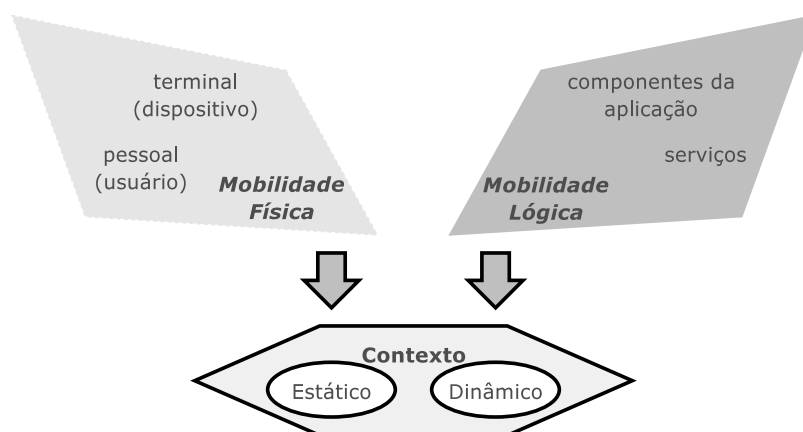 terminal
(dispositivo)
pessoal
(usuário)
Mobilidade
Física
componentes da
aplicação
serviços
Mobilidade
Lógica
Contexto
Estático
Dinâmico